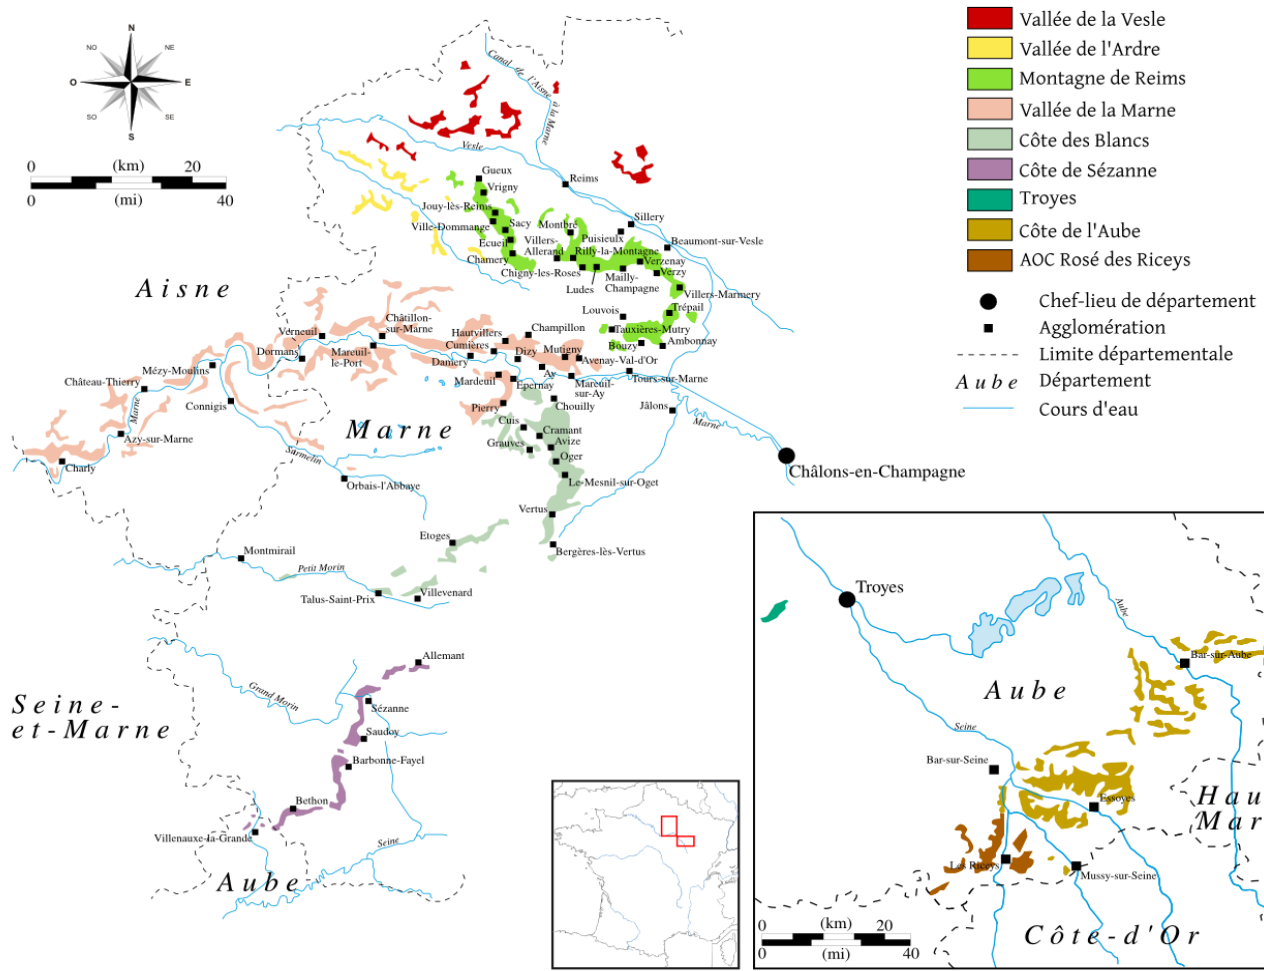 N
NO
NE
O
E
SO
SE
S
0
(km)
20
0
(mi)
40
Vallée de la Vesle
Vallée de l'Ardre
Montagne de Reims
Vallée de la Marne
Côte des Blancs
Côte de Sézanne
Troyes
Côte de l'Aube
AOC Rosé des Riceys
Chef-lieu de département
Agglomération
Limite départementale
Aube
Département
Cours d'eau
Canal de l'Aisne à la Marne
Vesle
Gueux
Reims
Vrigny
Jouy-lès-Reims
Ville-Dommange
Sacy
Montbré
Sillery
Puisieulx
Ecueil
Villers-
Allerand
Beaumont-sur-Vesle
Rilly-la-Montagne
Chamery
Chigny-les-Roses
Verzenay
Verzy
Mailly-
Champagne
Ludes
Villers-Marmery
Aisne
Louvois
Trépail
Châtillon-
sur-Marne
Verneuil
Hautvillers
Champillon
Tauxières-Mutry
Cumières
Bouzy
Ambonnay
Dormans
Mareuil-
le-Port
Damery
Dizy
Mutigny
Avenay-Val-d'Or
Mézy-Moulins
Ay
Château-Thierry
Mardeuil
Epernay
Mareuil-
sur-Ay
Tours-sur-Marne
Connigis
Marne
Pierry
Chouilly
Jâlons
Marne
Marne
Cuis
Cramant
Azy-sur-Marne
Grauves
Avize
Oger
Surmelin
Charly
Châlons-en-Champagne
Orbais-l'Abbaye
Le-Mesnil-sur-Oget
Vertus
Etoges
Bergères-lès-Vertus
Montmirail
Petit Morin
Talus-Saint-Prix
Villevenard
Allemant
Grand Morin
Seine-
et-Marne
Sézanne
Saudoy
Barbonne-Fayel
Bethon
Villenauxe-la-Grande
Seine
Aube
Troyes
Aube
Bar-sur-Aube
Aube
Seine
Bar-sur-Seine
Essoyes
Hau
Mar
Les Riceys
Mussy-sur-Seine
Côte-d'Or
0
(km)
20
0
(mi)
40